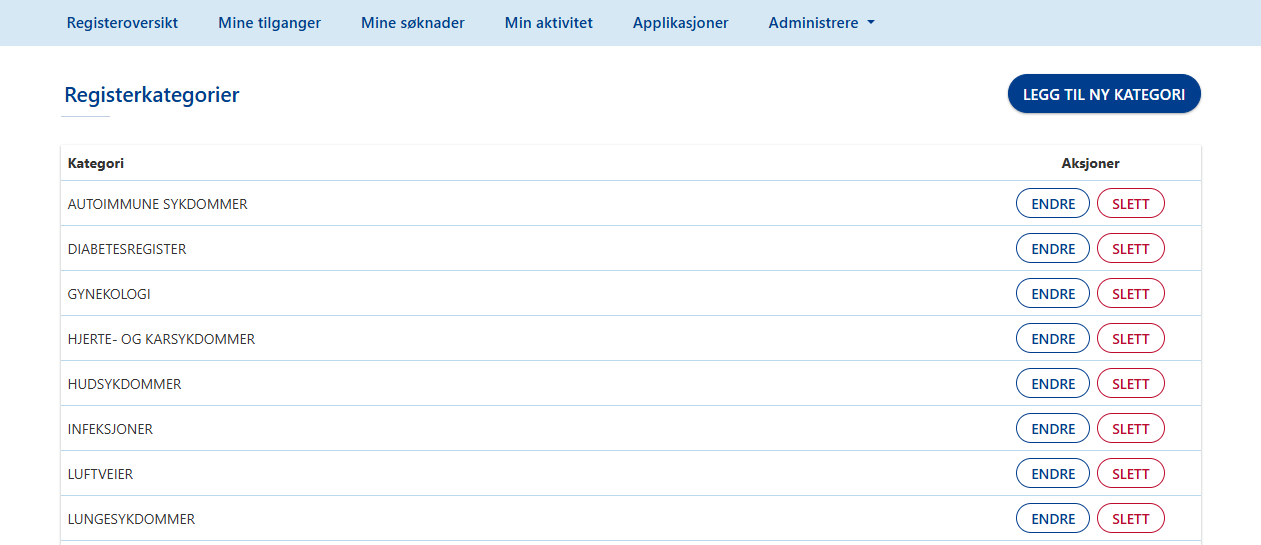 Registeroversikt Mine tilganger Mine søknader Min aktivitet Applikasjoner Administrere
Registerkategorier LEGG TIL NY KATEGORI
Kategori Aksjoner
AUTOIMMUNE SYKDOMMER ENDRE SLETT
DIABETESREGISTER ENDRE SLETT
GYNEKOLOGI ENDRE SLETT
HJERTE- OG KARSYKDOMMER ENDRE SLETT
HUDSYKDOMMER ENDRE SLETT
INFEKSJONER ENDRE SLETT
LUFTVEIER ENDRE SLETT
LUNGESYKDOMMER ENDRE SLETT